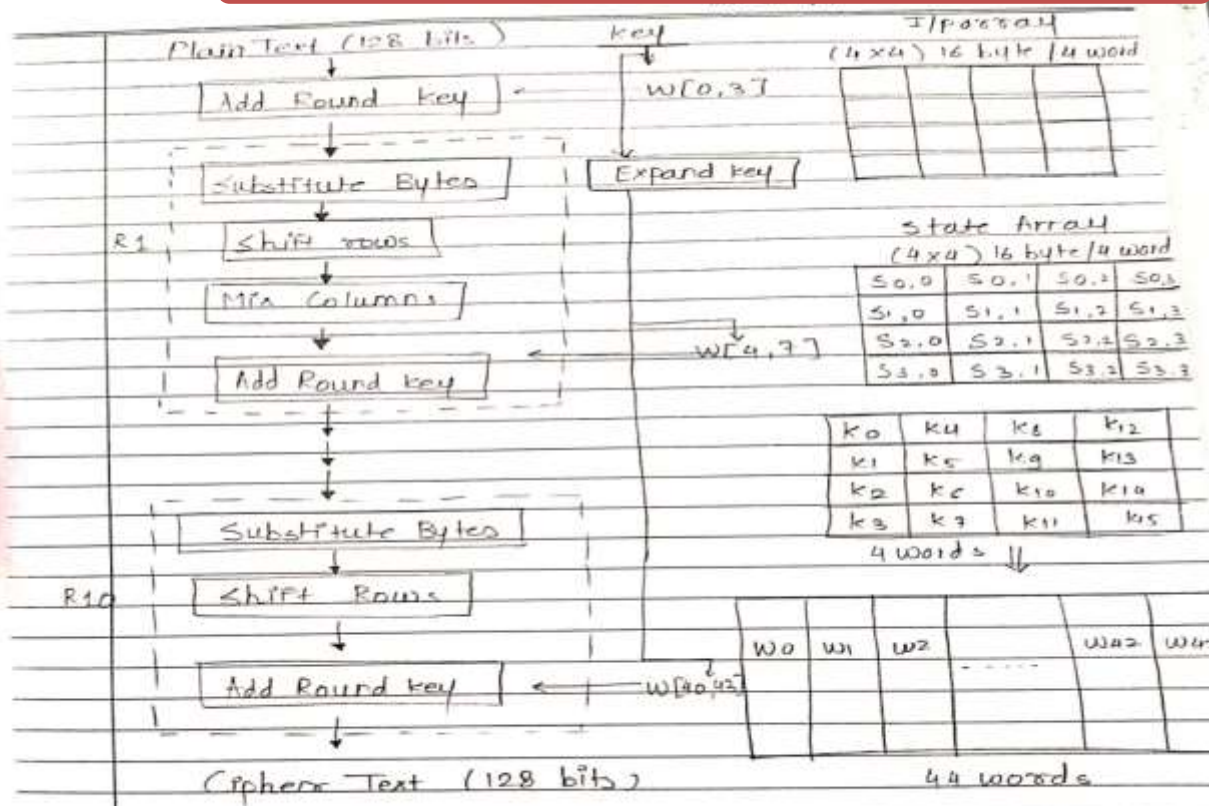 Plain Text (128 bits)
Add Round Key
Substitute Bytes
R1
Shift rows
Mix Columns
Add Round key
Substitute Bytes
R10
Shift Rows
Add Round key
Cipher Text (128 bits)
key
W[0,3]
Expand key
W[4,7]
W[40,43]
I/p array
(4x4) 16 byte / 4 word
State Array
(4x4) 16 byte/4 word
S0,0 S0,1 S0,2 S0,3
S1,0 S1,1 S1,2 S1,3
S2,0 S2,1 S2,2 S2,3
S3,0 S3,1 S3,2 S3,3
k0 k4 k8 k12
k1 k5 k9 k13
k2 k6 k10 k14
k3 k7 k11 k15
4 words
w0 w1 w2 ----- w42
44 words